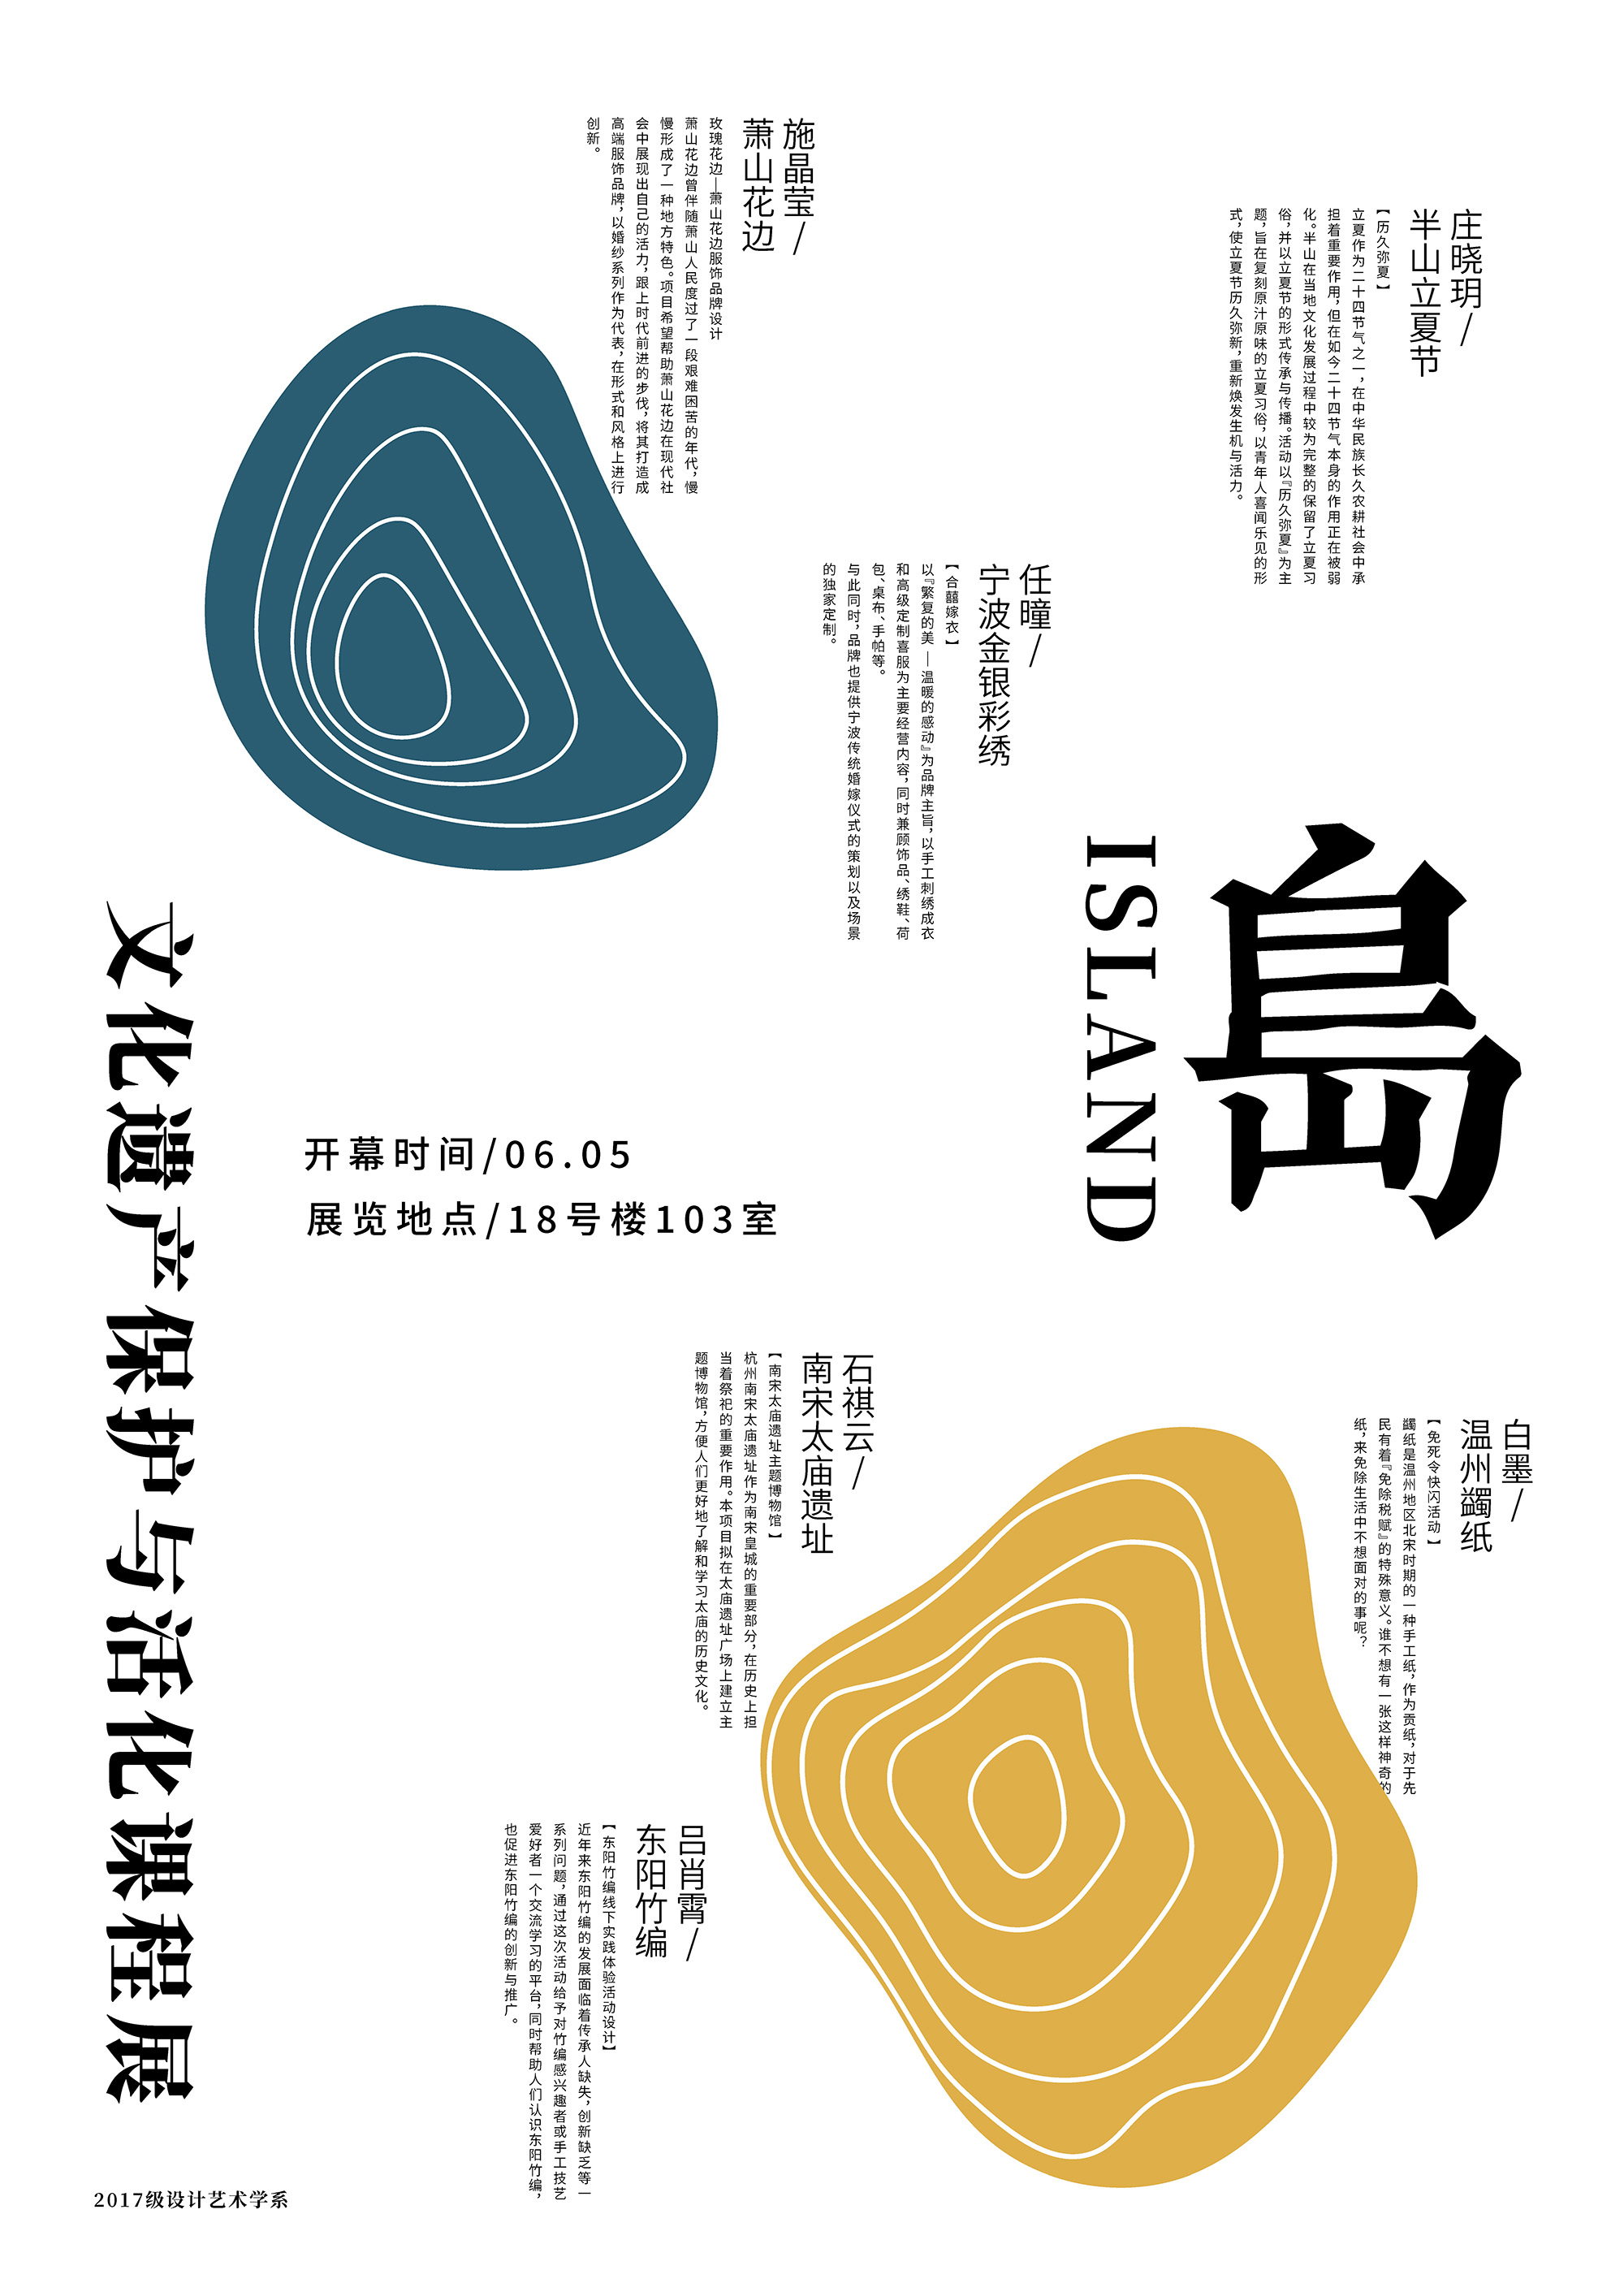 施晶莹/
萧山花边
玫瑰花边—萧山花边服饰品牌设计
萧山花边曾伴随萧山人民度过了一段艰难困苦的年代，慢
慢形成了一种地方特色。项目希望帮助萧山花边在现代社
会中展现出自己的活力，跟上时代前进的步伐，将其打造成
高端服饰品牌，以婚纱系列作为代表，在形式和风格上进行
创新。
庄晓玥/
半山立夏节
【历久弥夏】
立夏作为二十四节气之一，在中华民族长久农耕社会中承
担着重要作用，但在如今二十四节气本身的作用正在被弱
化。半山在当地文化发展过程中较为完整的保留了立夏习
俗，并以立夏节的形式传承与传播。活动以『历久弥夏』为主
题，旨在复刻原汁原味的立夏习俗，以青年人喜闻乐见的形
式，使立夏节历久弥新，重新焕发生机与活力。
任曈/
宁波金银彩绣
【合囍嫁衣】
以『繁复的美 — 温暖的感动』为品牌主旨，以手工刺绣成衣
和高级定制喜服为主要经营内容，同时兼顾饰品、绣鞋、荷
包、桌布、手帕等。
与此同时，品牌也提供宁波传统婚嫁仪式的策划以及场景
的独家定制。
島
ISLAND
文化遗产保护与活化课程展
开幕时间/06.05
展览地点/18号楼103室
石祺云/
南宋太庙遗址
【南宋太庙遗址主题博物馆】
杭州南宋太庙遗址作为南宋皇城的重要部分，在历史上担
当着祭祀的重要作用。本项目拟在太庙遗址广场上建立主
题博物馆，方便人们更好地了解和学习太庙的历史文化。
白墨/
温州蠲纸
【免死令快闪活动】
蠲纸是温州地区北宋时期的一种手工纸，作为贡纸，对于先
民有着『免除税赋』的特殊意义。谁不想有一张这样神奇的
纸，来免除生活中不想面对的事呢？
吕肖霄/
东阳竹编
【东阳竹编线下实践体验活动设计】
近年来东阳竹编的发展面临着传承人缺失，创新缺乏等一
系列问题，通过这次活动给予对竹编感兴趣者或手工技艺
爱好者一个交流学习的平台，同时帮助人们认识东阳竹编，
也促进东阳竹编的创新与推广。
2017级设计艺术学系